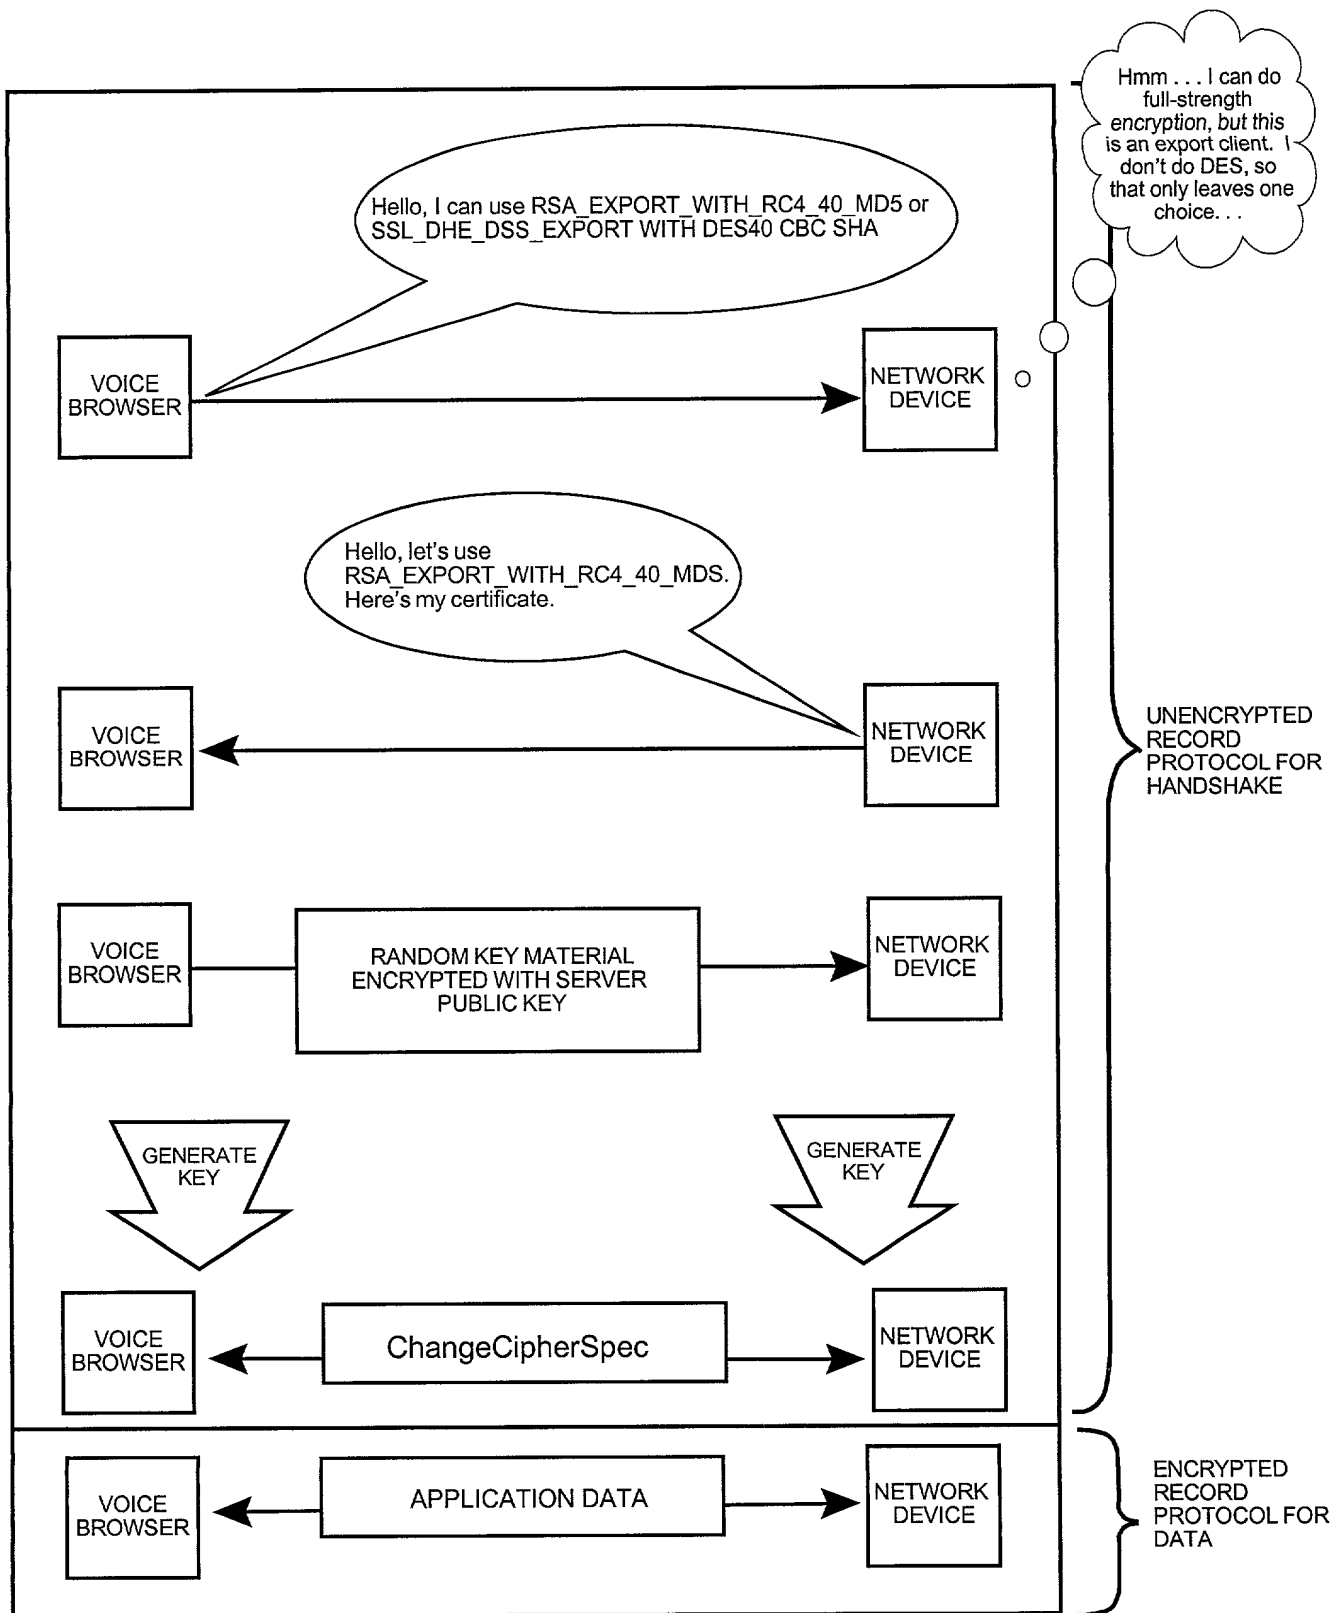 Hmm . . . I can do
full-strength
encryption, but this
is an export client. I
don't do DES, so
that only leaves one
choice. . .
Hello, I can use RSA_EXPORT_WITH_RC4_40_MD5 or
SSL_DHE_DSS_EXPORT WITH DES40 CBC SHA
VOICE
BROWSER
NETWORK
DEVICE
Hello, let's use
RSA_EXPORT_WITH_RC4_40_MDS.
Here's my certificate.
VOICE
BROWSER
NETWORK
DEVICE
UNENCRYPTED
RECORD
PROTOCOL FOR
HANDSHAKE
VOICE
BROWSER
RANDOM KEY MATERIAL
ENCRYPTED WITH SERVER
PUBLIC KEY
NETWORK
DEVICE
GENERATE
KEY
GENERATE
KEY
VOICE
BROWSER
ChangeCipherSpec
NETWORK
DEVICE
VOICE
BROWSER
APPLICATION DATA
NETWORK
DEVICE
ENCRYPTED
RECORD
PROTOCOL FOR
DATA